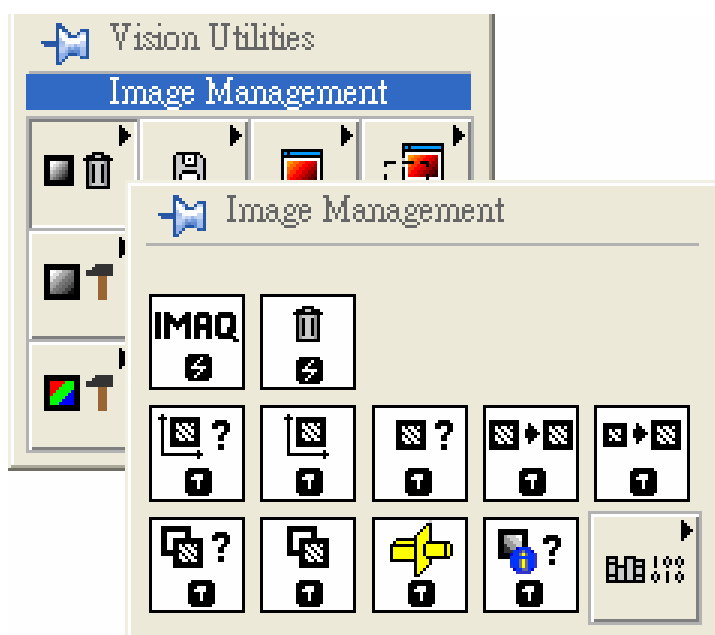 Vision Utilities
Image Management
Image Management
IMAQ
? ? 
? ?